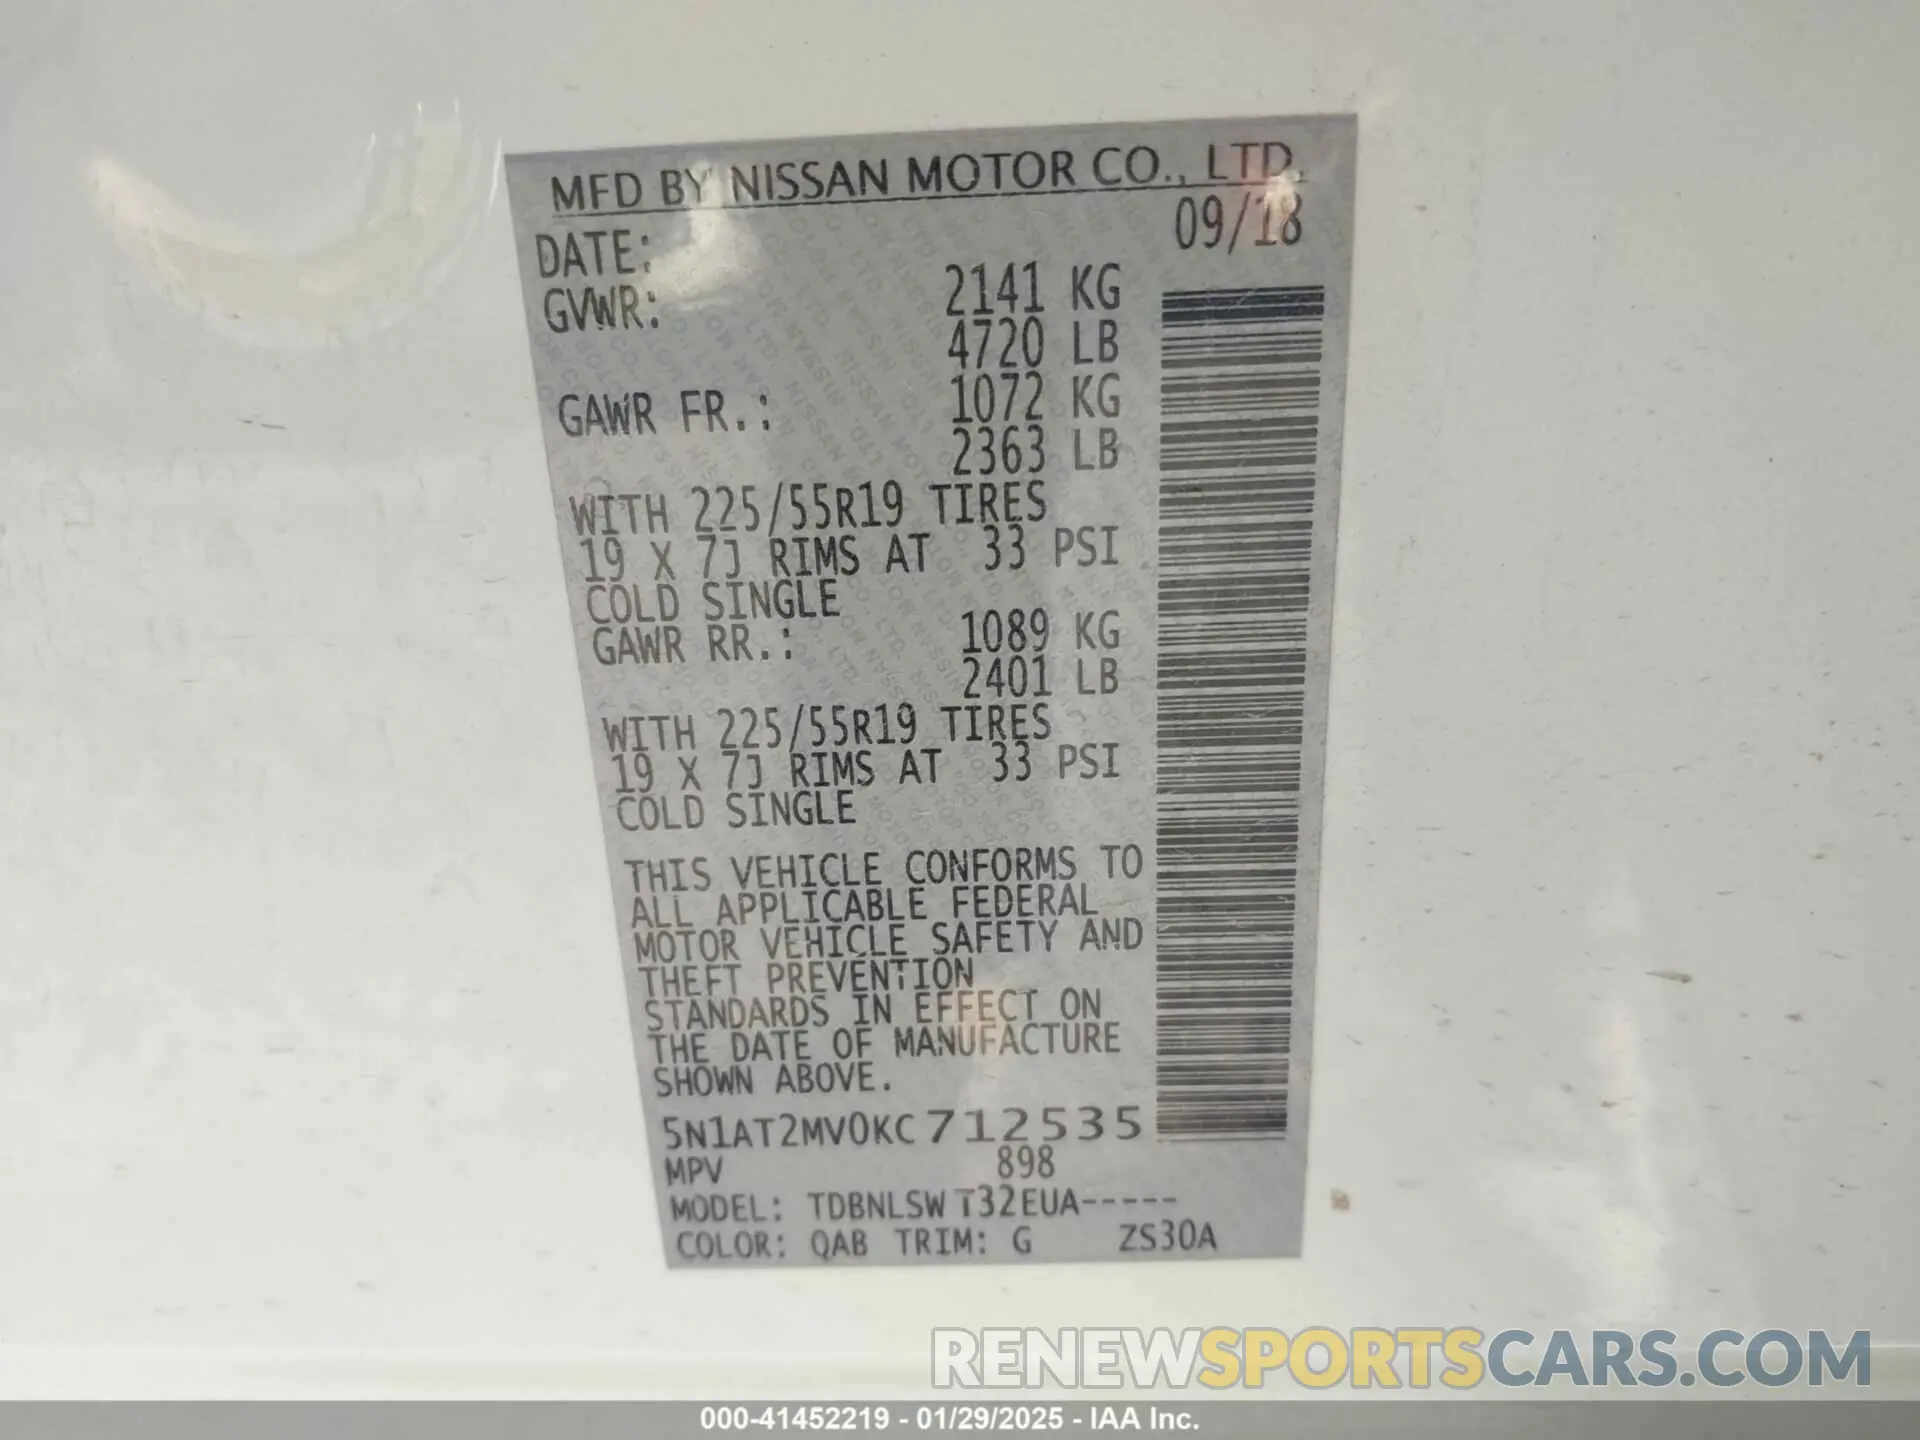 MFD BY NISSAN MOTOR CO., LTD.
DATE: 09/18
GVWR: 2141 KG
4720 LB
GAWR FR.: 1072 KG
2363 LB
WITH 225/55R19 TIRES
19 X 7J RIMS AT 33 PSI
COLD SINGLE
GAWR RR.: 1089 KG
2401 LB
WITH 225/55R19 TIRES
19 X 7J RIMS AT 33 PSI
COLD SINGLE
THIS VEHICLE CONFORMS TO
ALL APPLICABLE FEDERAL
MOTOR VEHICLE SAFETY AND
THEFT PREVENTION
STANDARDS IN EFFECT ON
THE DATE OF MANUFACTURE
SHOWN ABOVE.
5N1AT2MV0KC712535
MPV 898
MODEL: TDBNLSW T32EUA-----
COLOR: QAB TRIM: G ZS30A
RENEWSPORTSCARS.COM
000-41452219 - 01/29/2025 - IAA Inc.